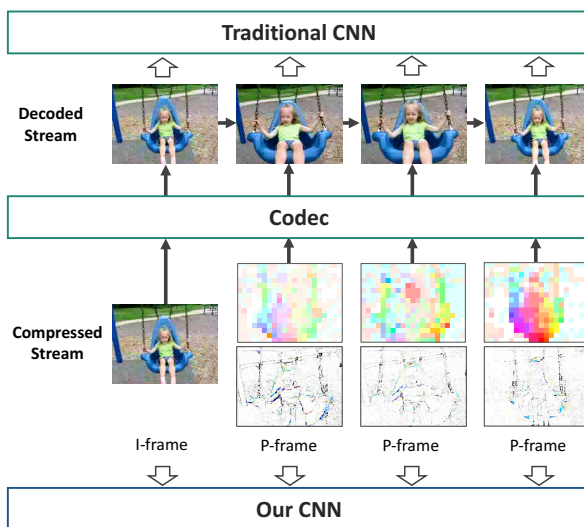 Traditional CNN
Decoded
Stream
Codec
Compressed
Stream
I-frame
P-frame
P-frame
P-frame
Our CNN